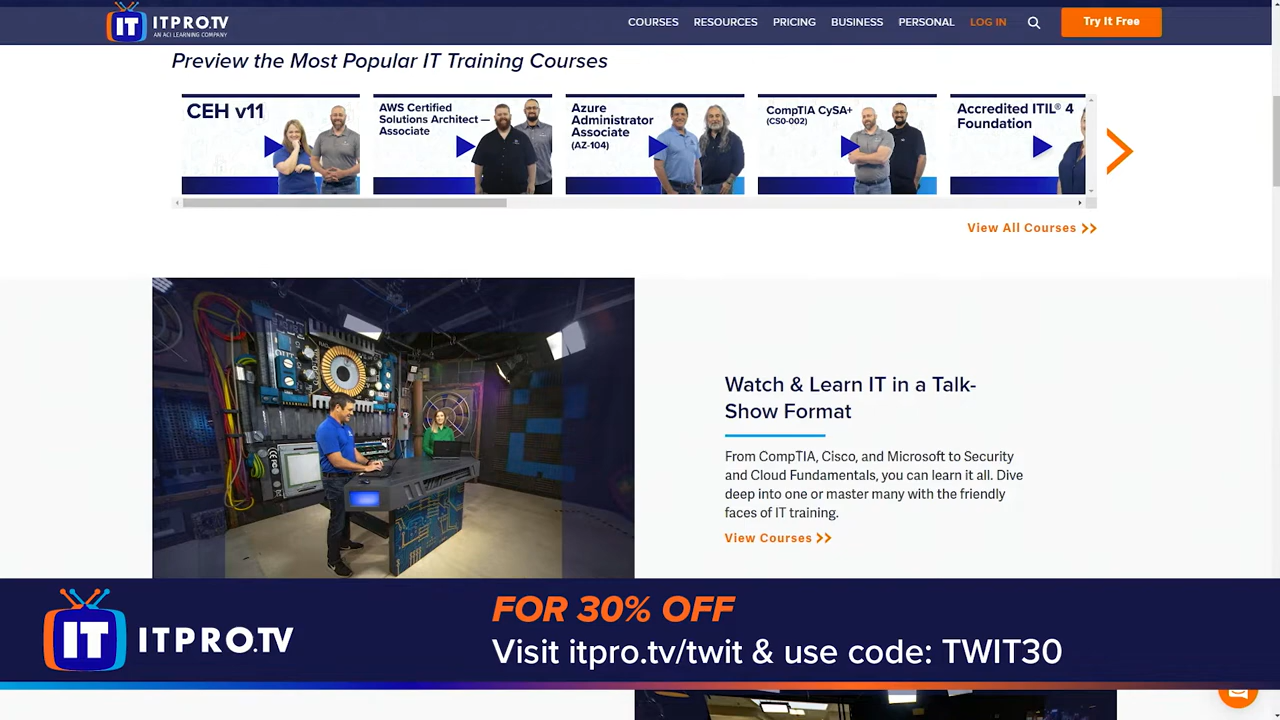 IT ITPRO.TV
AN ACI LEARNING COMPANY
COURSES RESOURCES PRICING BUSINESS PERSONAL LOG IN Try It Free
Preview the Most Popular IT Training Courses
CEH v11
AWS Certified
Solutions Architect —
Associate
Azure
Administrator
Associate
(AZ-104)
CompTIA CySA+
(CS0-002)
Accredited ITIL® 4
Foundation
View All Courses >>
Watch & Learn IT in a Talk-
Show Format
From CompTIA, Cisco, and Microsoft to Security
and Cloud Fundamentals, you can learn it all. Dive
deep into one or master many with the friendly
faces of IT training.
View Courses >>
IT ITPRO.TV
FOR 30% OFF
Visit itpro.tv/twit & use code: TWIT30